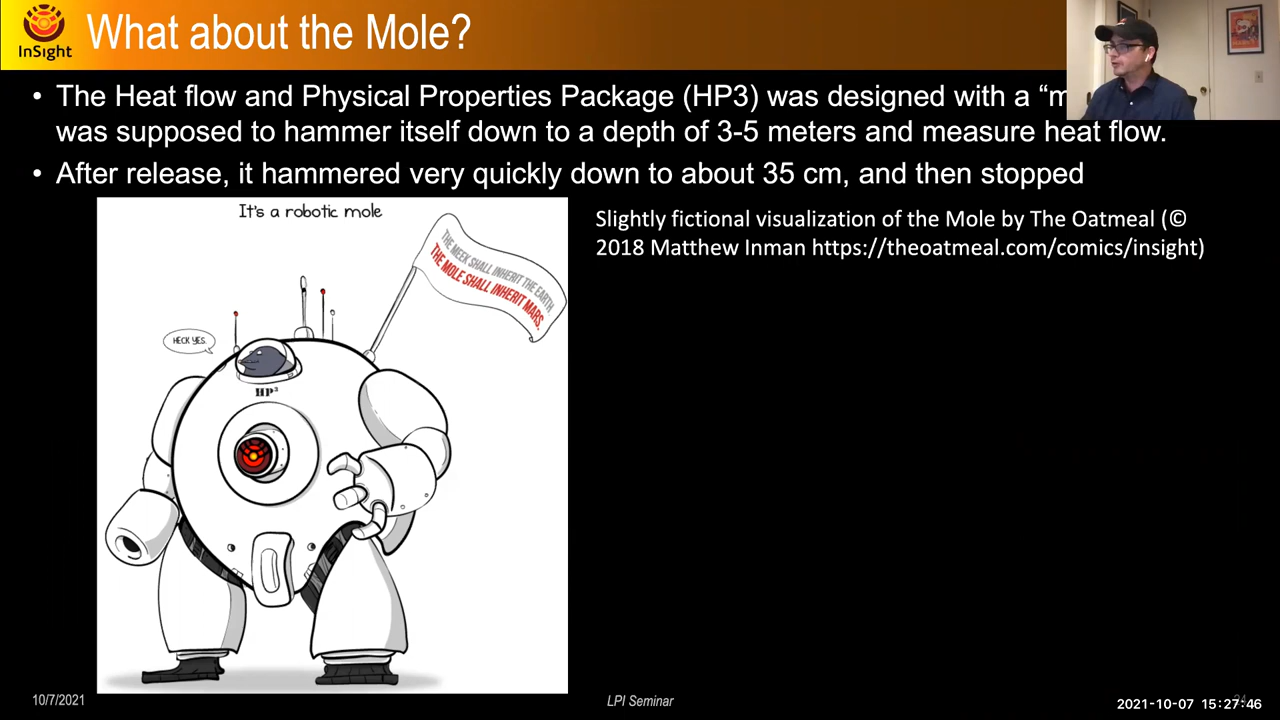 InSight
What about the Mole?
• The Heat flow and Physical Properties Package (HP3) was designed with a
was supposed to hammer itself down to a depth of 3-5 meters and measure heat flow.
• After release, it hammered very quickly down to about 35 cm, and then stopped
It's a robotic mole
THE MEEK SHALL INHERIT THE EARTH
THE MOLE SHALL INHERIT MARS.
HECK YES.
HP³
Slightly fictional visualization of the Mole by The Oatmeal (©
2018 Matthew Inman https://theoatmeal.com/comics/insight)
10/7/2021
LPI Seminar
2021-10-07 15:27:46